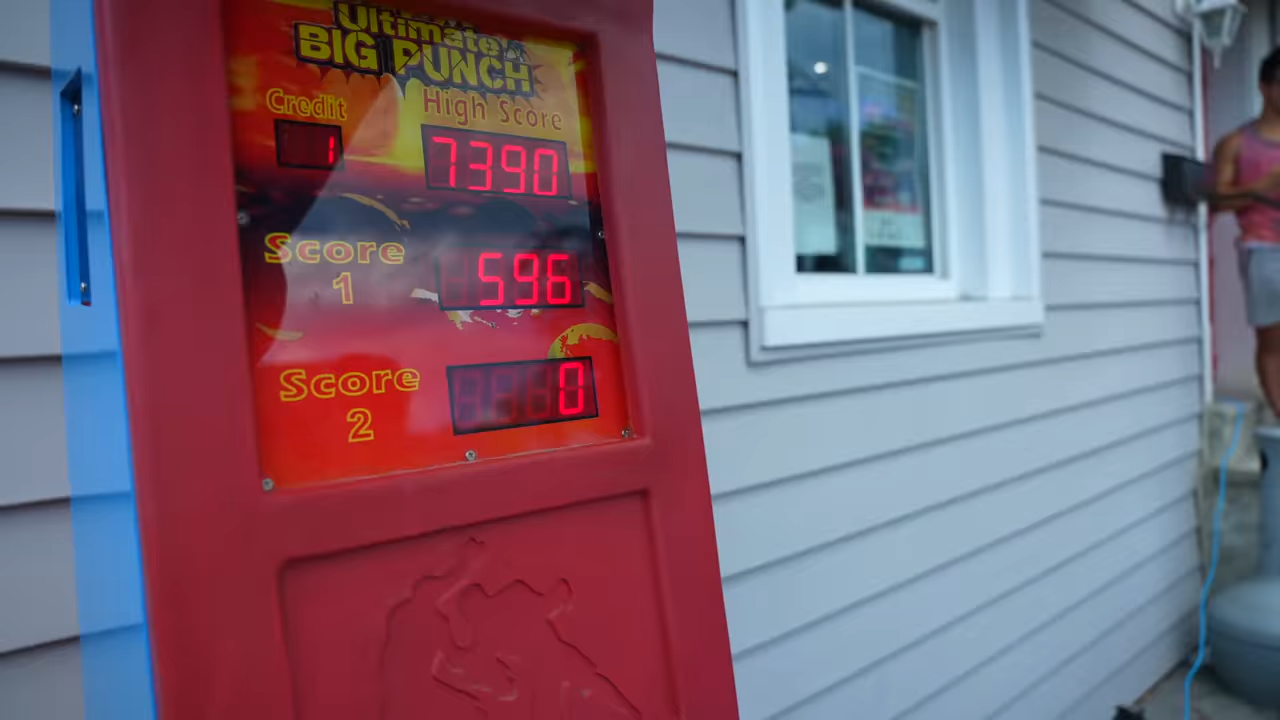 Ultimate
BIG PUNCH
Credit
High Score
1
7390
Score
1
596
Score
2
0